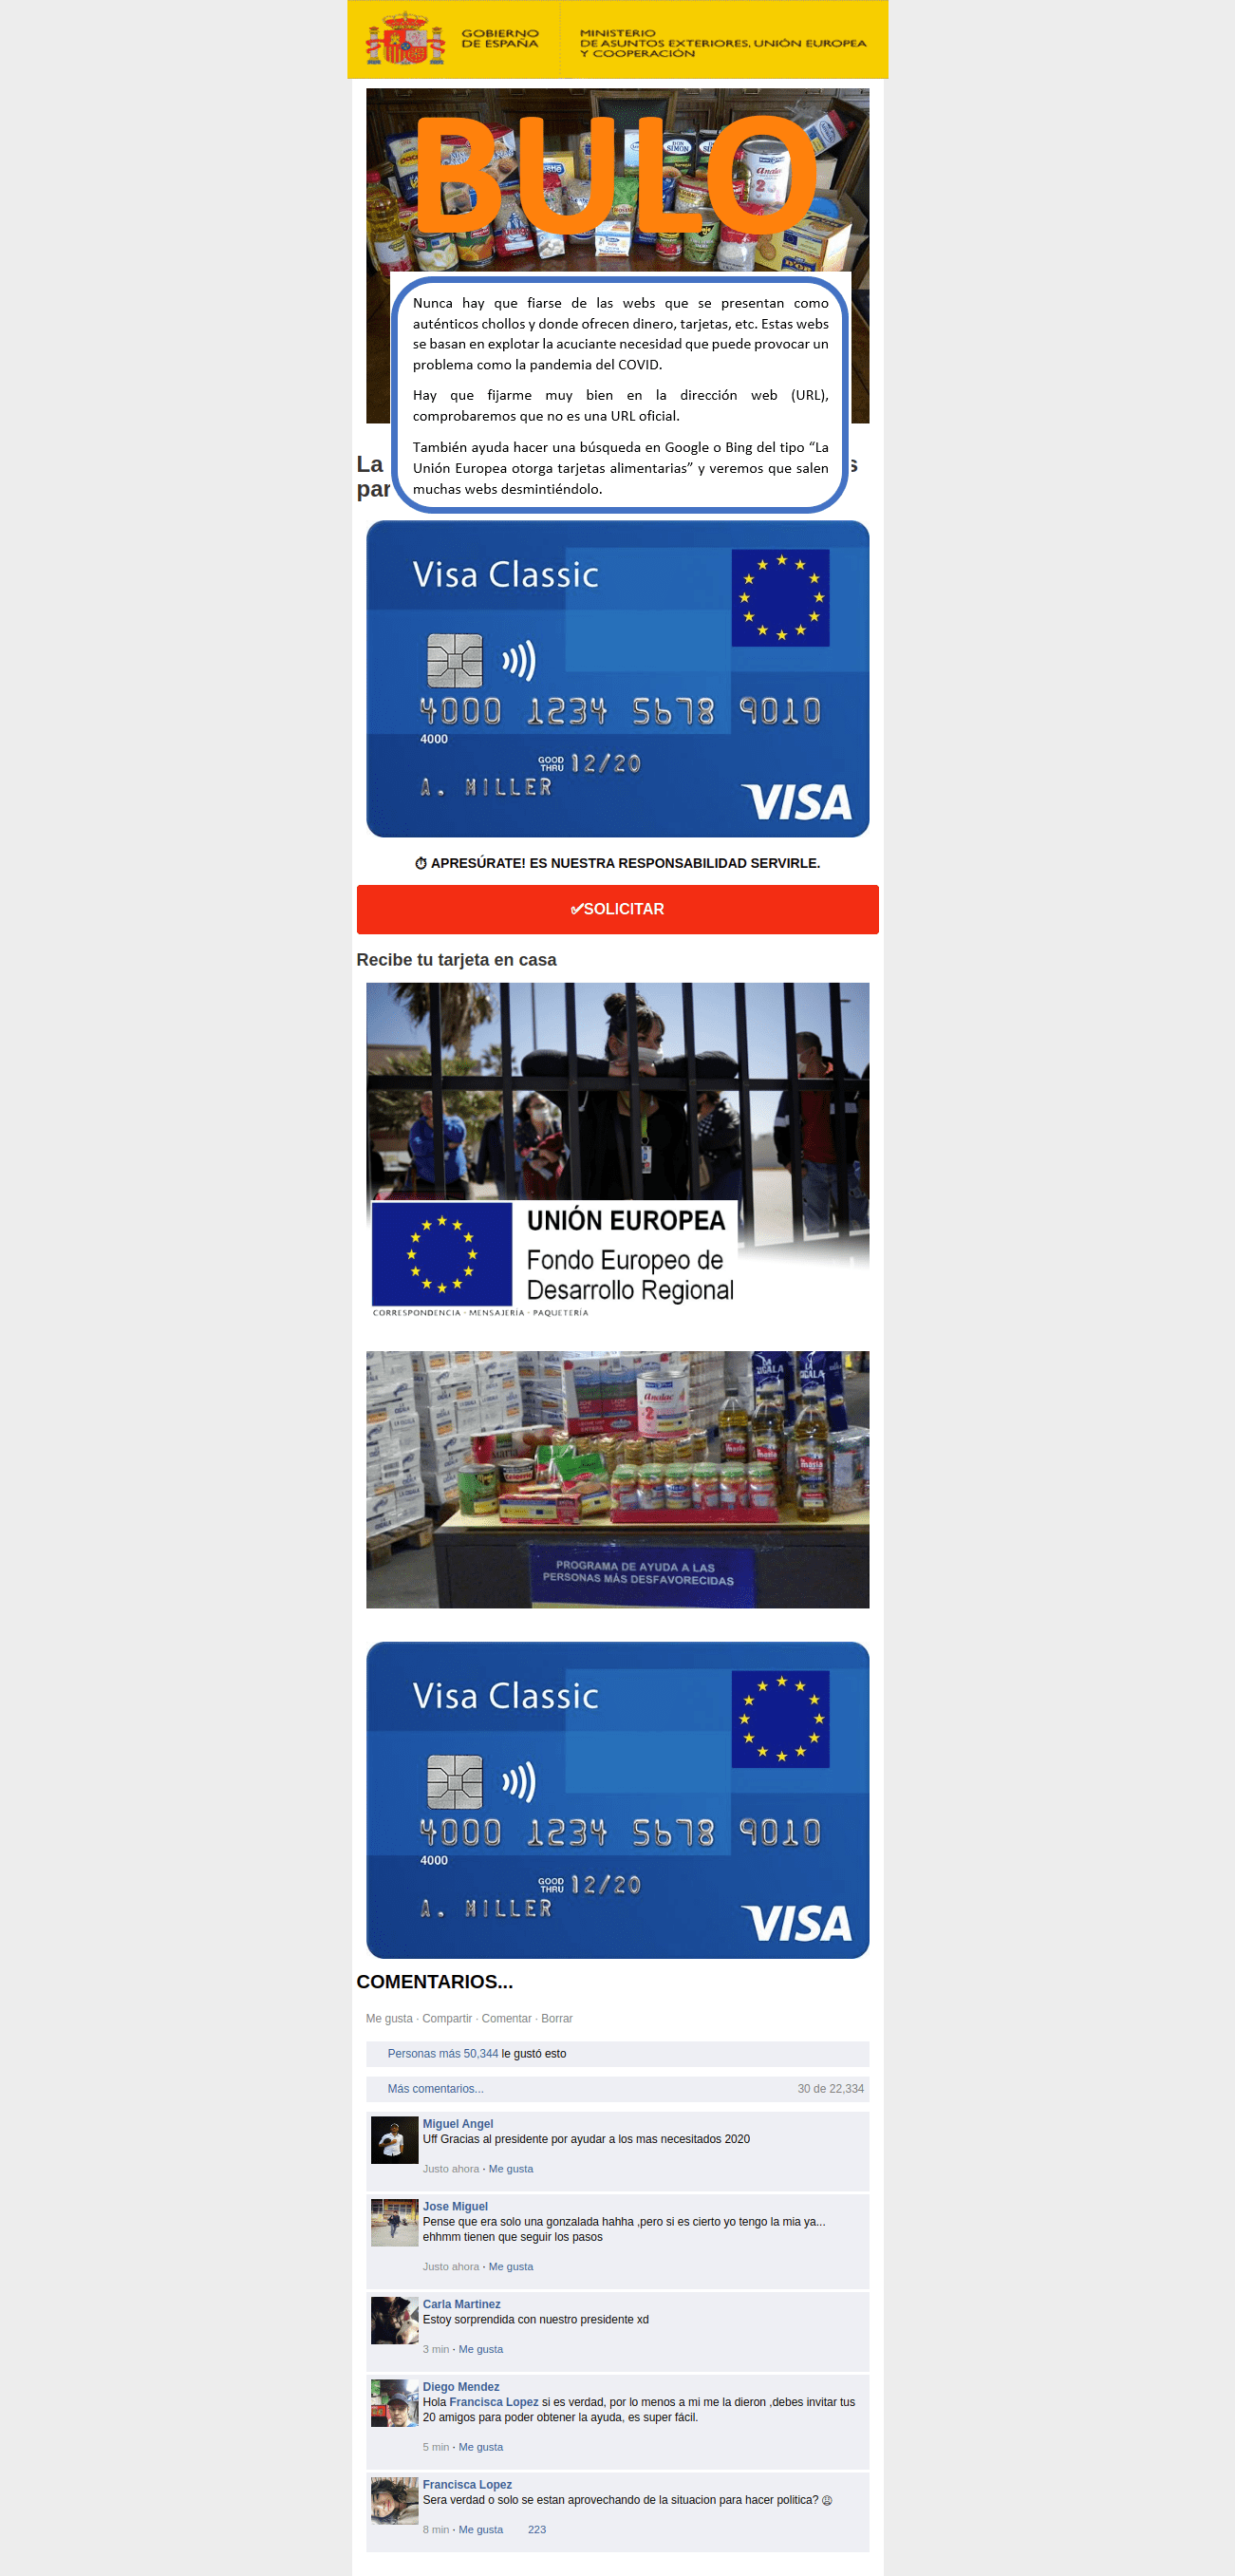 GOBIERNO
DE ESPAÑA
MINISTERIO
DE ASUNTOS EXTERIORES, UNIÓN EUROPEA
Y COOPERACIÓN
BULO
Nunca hay que fiarse de las webs que se presentan como
auténticos chollos y donde ofrecen dinero, tarjetas, etc. Estas webs
se basan en explotar la acuciante necesidad que puede provocar un
problema como la pandemia del COVID.
Hay que fijarme muy bien en la dirección web (URL),
comprobaremos que no es una URL oficial.
También ayuda hacer una búsqueda en Google o Bing del tipo “La
Unión Europea otorga tarjetas alimentarias” y veremos que salen
muchas webs desmintiéndolo.
La
par
Visa Classic
4000 1234 5678 9010
4000
GOOD
THRU 12/20
A. MILLER
VISA
⏱ APRESÚRATE! ES NUESTRA RESPONSABILIDAD SERVIRLE.
✅SOLICITAR
Recibe tu tarjeta en casa
UNIÓN EUROPEA
Fondo Europeo de
Desarrollo Regional
CORRESPONDENCIA · MENSAJERIA · PAQUETERÍA
PROGRAMA DE AYUDA A LAS
PERSONAS MÁS DESFAVORECIDAS
Visa Classic
4000 1234 5678 9010
4000
GOOD
THRU 12/20
A. MILLER
VISA
COMENTARIOS...
Me gusta · Compartir · Comentar · Borrar
Personas más 50,344 le gustó esto
Más comentarios... 30 de 22,334
Miguel Angel
Uff Gracias al presidente por ayudar a los mas necesitados 2020
Justo ahora · Me gusta
Jose Miguel
Pense que era solo una gonzalada hahha ,pero si es cierto yo tengo la mia ya...
ehhmm tienen que seguir los pasos
Justo ahora · Me gusta
Carla Martinez
Estoy sorprendida con nuestro presidente xd
3 min · Me gusta
Diego Mendez
Hola Francisca Lopez si es verdad, por lo menos a mi me la dieron ,debes invitar tus
20 amigos para poder obtener la ayuda, es super fácil.
5 min · Me gusta
Francisca Lopez
Sera verdad o solo se estan aprovechando de la situacion para hacer politica? 😩
8 min · Me gusta 223